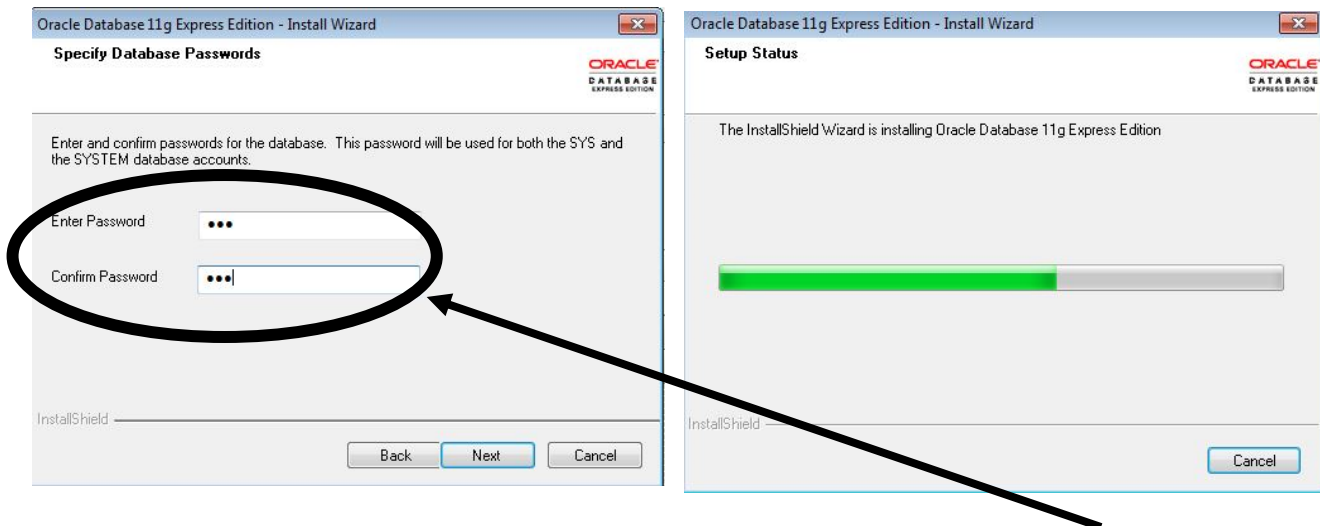 Oracle Database 11g Express Edition - Install Wizard
Specify Database Passwords
ORACLE
DATABASE
EXPRESS EDITION
Enter and confirm passwords for the database. This password will be used for both the SYS and
the SYSTEM database accounts.
Enter Password •••
Confirm Password •••
InstallShield
Back Next Cancel
Oracle Database 11g Express Edition - Install Wizard
Setup Status
ORACLE
DATABASE
EXPRESS EDITION
The InstallShield Wizard is installing Oracle Database 11g Express Edition
InstallShield
Cancel